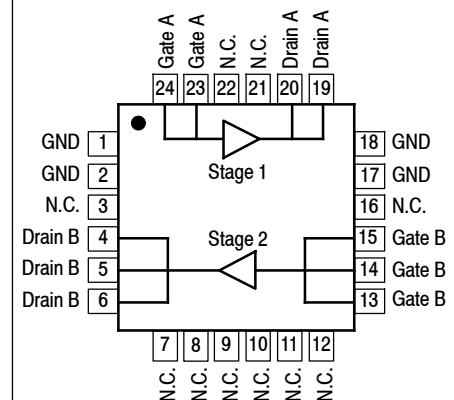 Gate A
Gate A
N.C.
N.C.
Drain A
Drain A
24 23 22 21 20 19
GND 1
GND 2
N.C. 3
Drain B 4
Drain B 5
Drain B 6
Stage 1
Stage 2
18 GND
17 GND
16 N.C.
15 Gate B
14 Gate B
13 Gate B
7 8 9 10 11 12
N.C.
N.C.
N.C.
N.C.
N.C.
N.C.